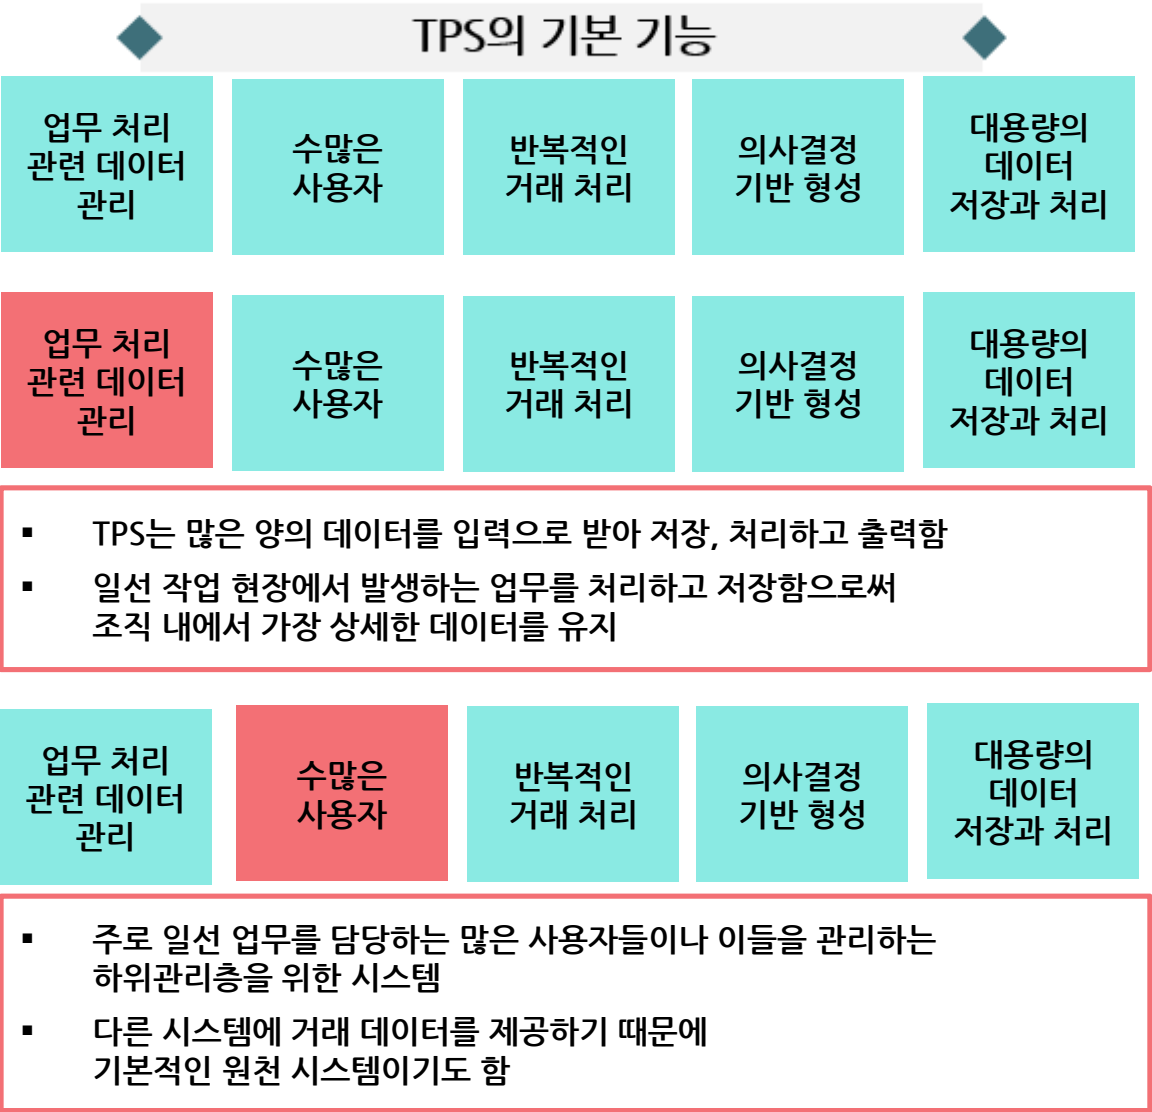 TPS의 기본 기능
업무 처리
관련 데이터
관리
수많은
사용자
반복적인
거래 처리
의사결정
기반 형성
대용량의
데이터
저장과 처리
업무 처리
관련 데이터
관리
수많은
사용자
반복적인
거래 처리
의사결정
기반 형성
대용량의
데이터
저장과 처리
▪ TPS는 많은 양의 데이터를 입력으로 받아 저장, 처리하고 출력함
▪ 일선 작업 현장에서 발생하는 업무를 처리하고 저장함으로써
조직 내에서 가장 상세한 데이터를 유지
업무 처리
관련 데이터
관리
수많은
사용자
반복적인
거래 처리
의사결정
기반 형성
대용량의
데이터
저장과 처리
▪ 주로 일선 업무를 담당하는 많은 사용자들이나 이들을 관리하는
하위관리층을 위한 시스템
▪ 다른 시스템에 거래 데이터를 제공하기 때문에
기본적인 원천 시스템이기도 함